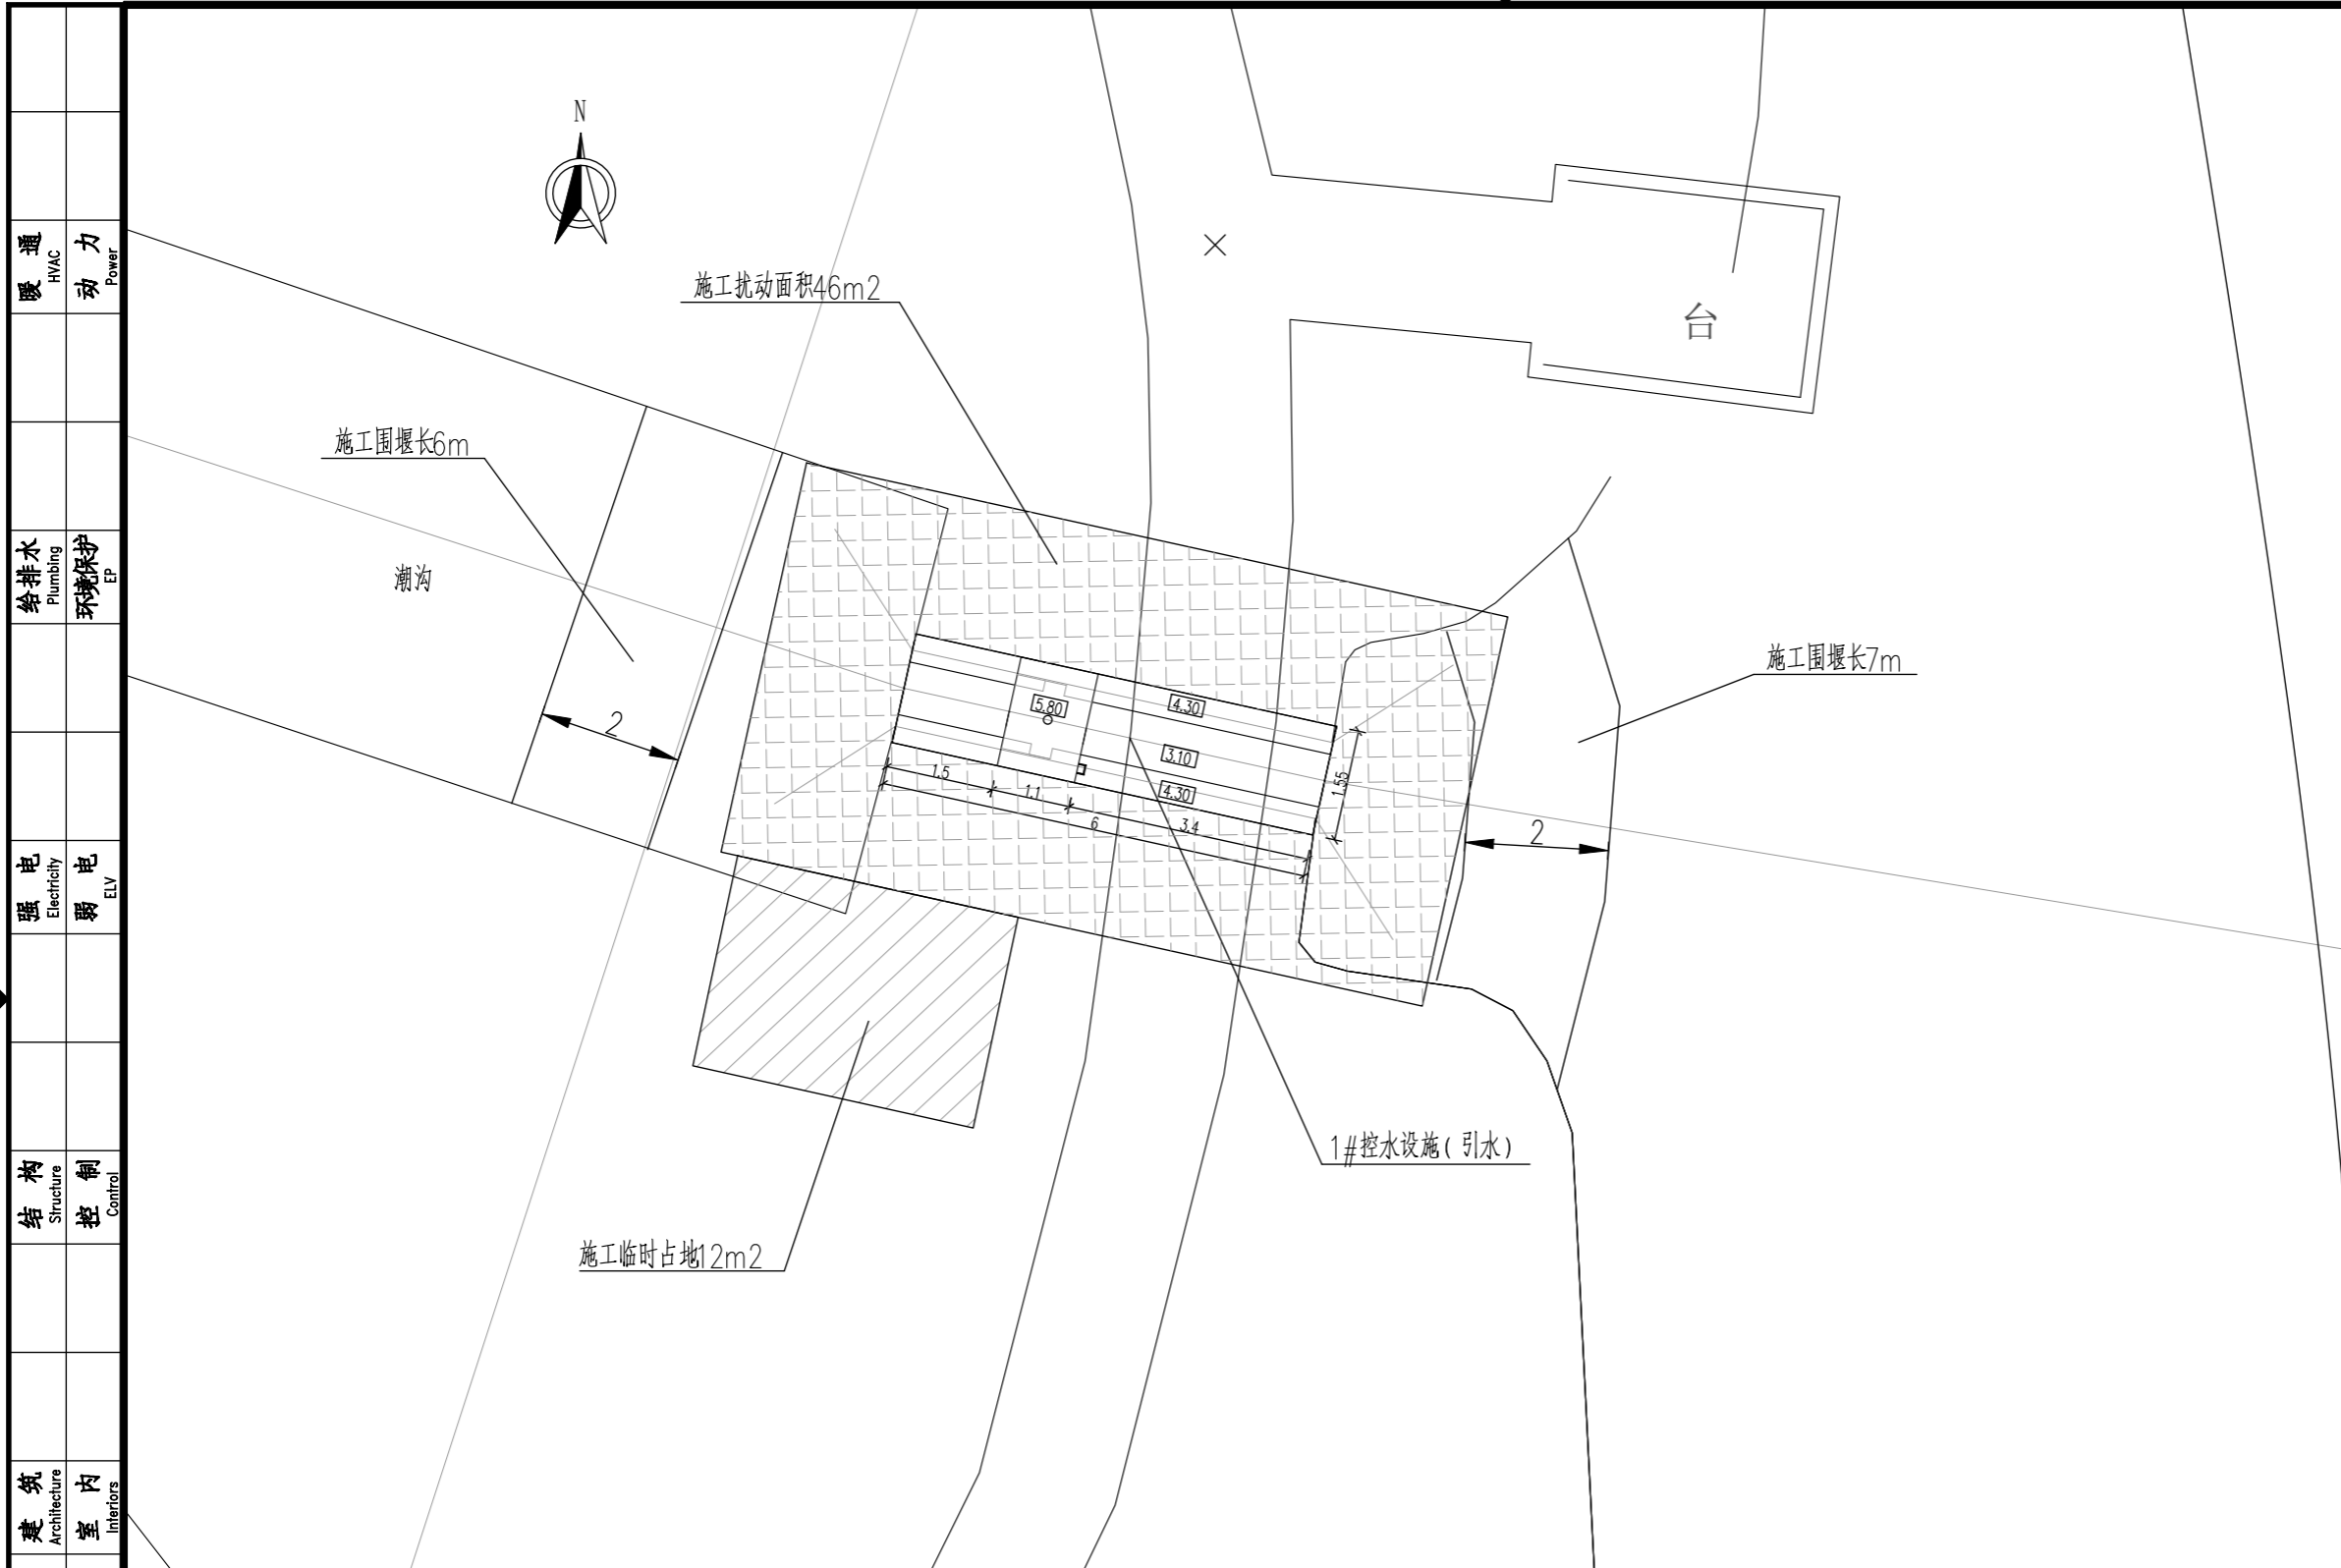 N
施工扰动面积46m2
台
施工围堰长6m
潮沟
施工围堰长7m
2
5.80
4.30
3.10
4.30
1.55
1.5
1.1
3.4
6
2
1#控水设施(引水)
施工临时占地12m2
暖 通
HVAC
动 力
Power
给排水
Plumbing
环境保护
EP
强 电
Electricity
弱 电
ELV
结 构
Structure
控 制
Control
建 筑
Architecture
室 内
Interiors